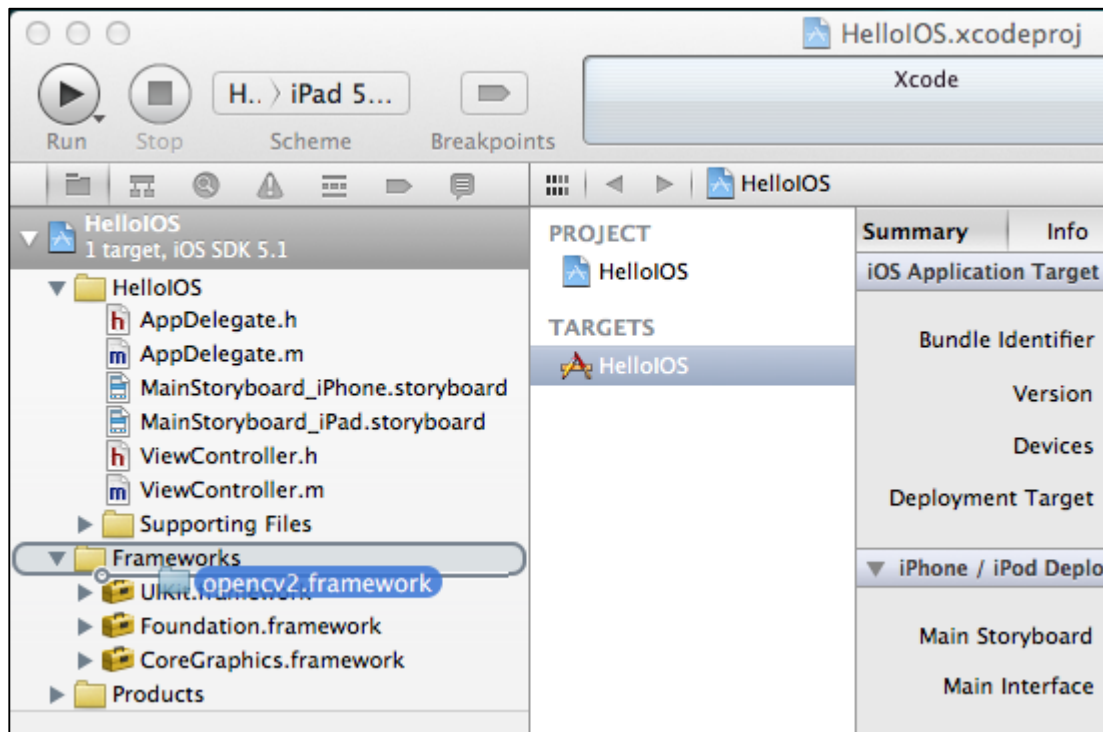 HelloIOS.xcodeproj
H.. 〉 iPad 5...
Xcode
Run
Stop
Scheme
Breakpoints
HelloIOS
HelloIOS
1 target, iOS SDK 5.1
HelloIOS
h AppDelegate.h
m AppDelegate.m
MainStoryboard_iPhone.storyboard
MainStoryboard_iPad.storyboard
h ViewController.h
m ViewController.m
Supporting Files
Frameworks
opencv2.framework
UIKit.framework
Foundation.framework
CoreGraphics.framework
Products
PROJECT
HelloIOS
TARGETS
HelloIOS
Summary
Info
iOS Application Target
Bundle Identifier
Version
Devices
Deployment Target
iPhone / iPod Deplo
Main Storyboard
Main Interface